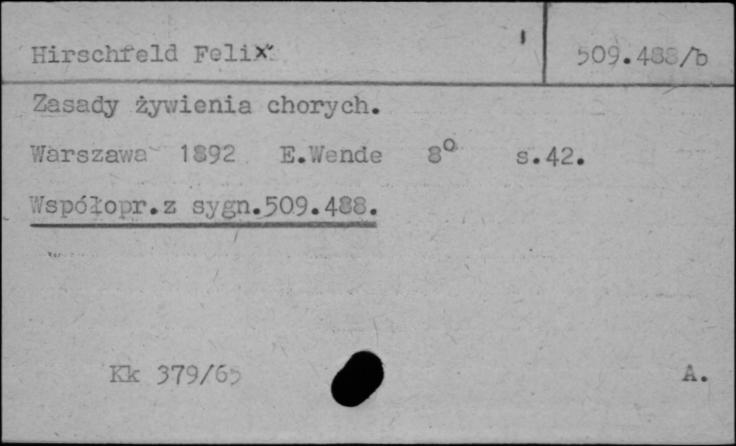 Hirschfeld Felix 509.488/b
Zasady żywienia chorych.
Warszawa 1892 E.Wende 8° s.42.
Współopr.z sygn.509.488.
Kk 379/65 A.